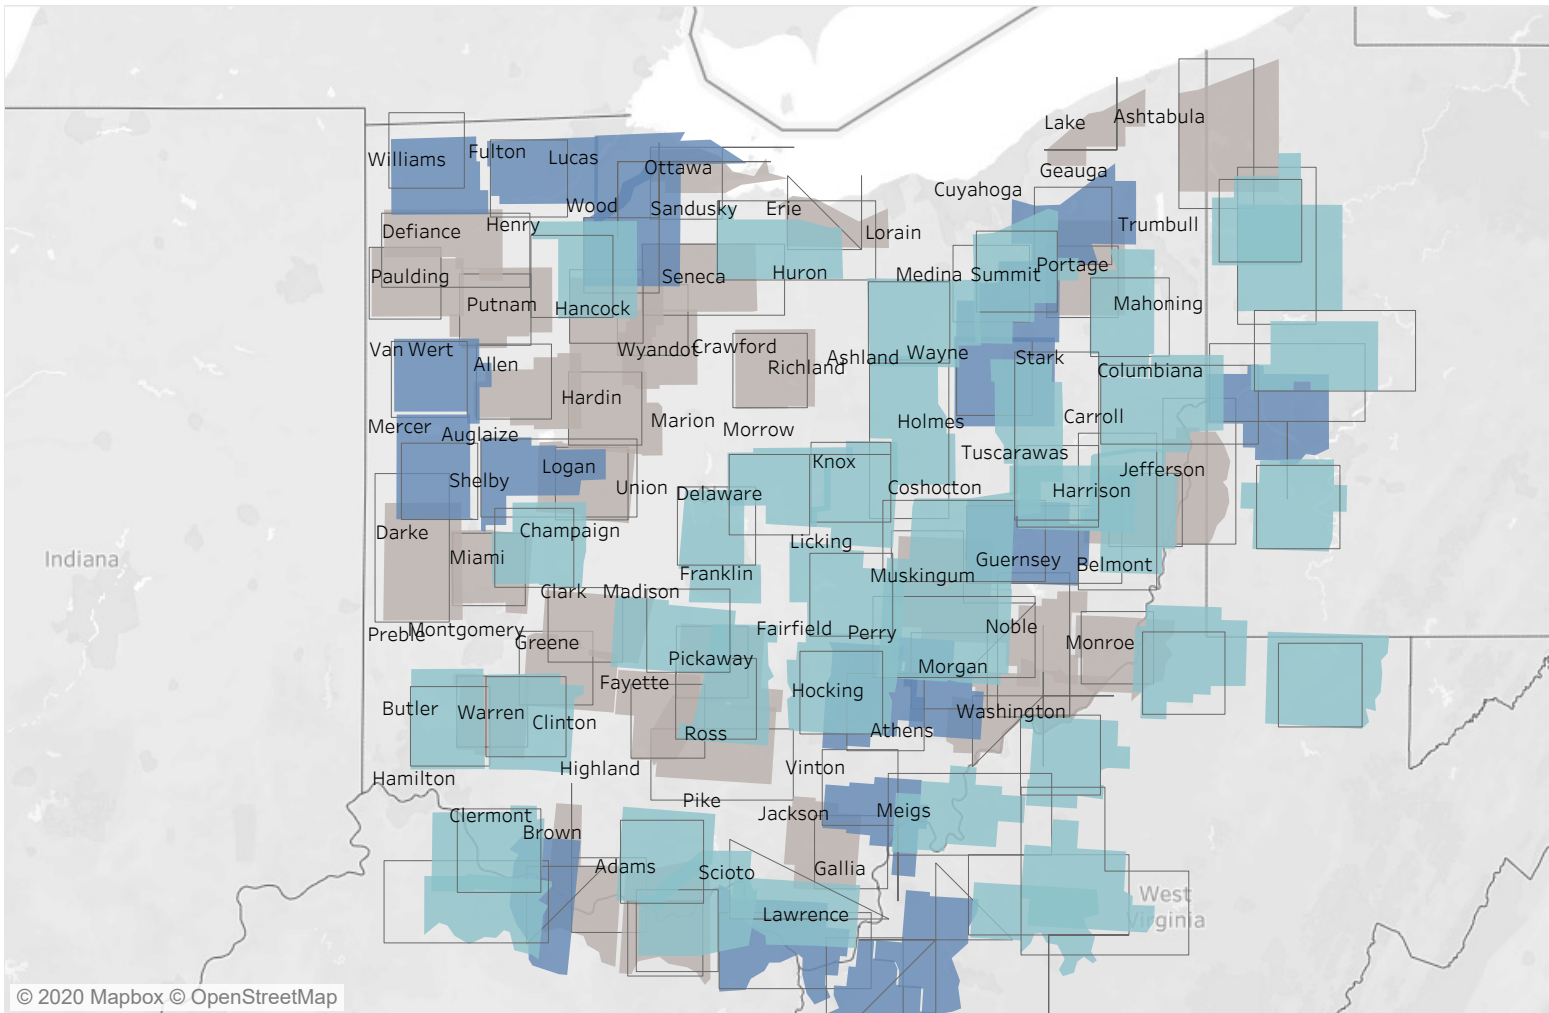 Lake
Ashtabula
Williams
Fulton
Lucas
Ottawa
Geauga
Cuyahoga
Wood
Sandusky
Erie
Trumbull
Defiance
Henry
Lorain
Paulding
Seneca
Huron
Medina
Summit
Portage
Putnam
Hancock
Mahoning
Van Wert
Allen
Wyandot
Crawford
Richland
Ashland
Wayne
Stark
Columbiana
Hardin
Mercer
Auglaize
Marion
Morrow
Holmes
Carroll
Shelby
Logan
Knox
Tuscarawas
Jefferson
Union
Delaware
Coshocton
Harrison
Darke
Champaign
Indiana
Miami
Licking
Guernsey
Belmont
Franklin
Muskingum
Clark
Madison
Preble
Montgomery
Greene
Fairfield
Perry
Noble
Monroe
Pickaway
Morgan
Fayette
Hocking
Butler
Warren
Clinton
Ross
Athens
Washington
Hamilton
Highland
Vinton
Pike
Jackson
Meigs
Clermont
Brown
Adams
Scioto
Gallia
Lawrence
West
Virginia
© 2020 Mapbox © OpenStreetMap